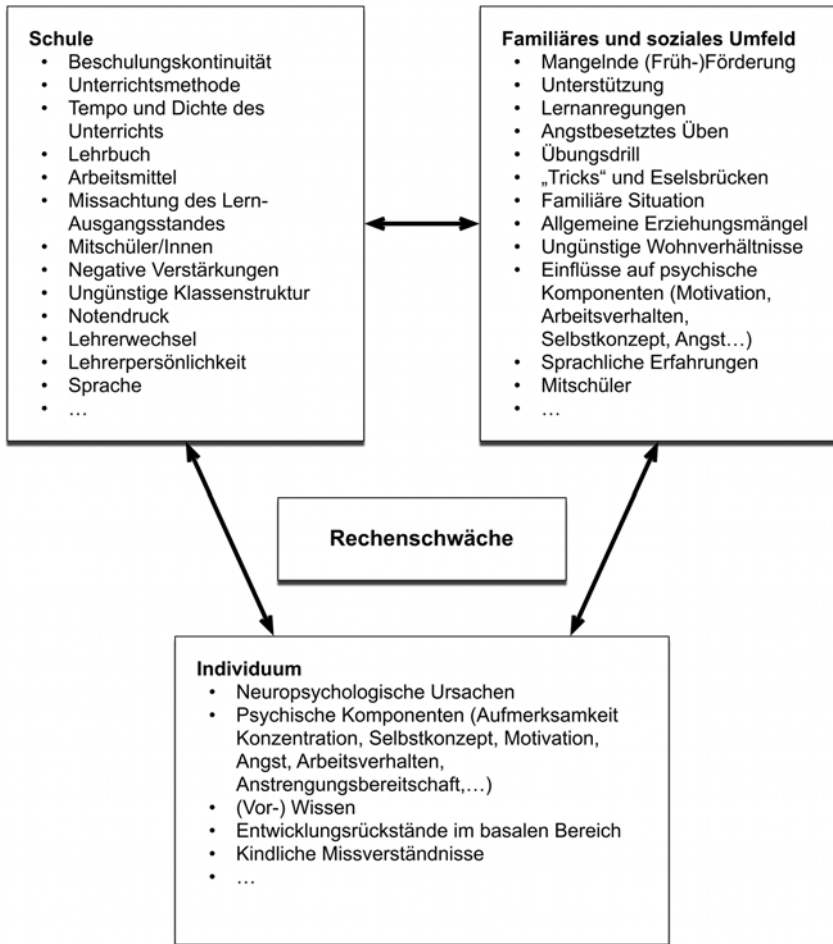 Schule
• Beschulungskontinuität
• Unterrichtsmethode
• Tempo und Dichte des
Unterrichts
• Lehrbuch
• Arbeitsmittel
• Missachtung des Lern-
Ausgangsstandes
• Mitschüler/Innen
• Negative Verstärkungen
• Ungünstige Klassenstruktur
• Notendruck
• Lehrerwechsel
• Lehrerpersönlichkeit
• Sprache
• …
Familiäres und soziales Umfeld
• Mangelnde (Früh-)Förderung
• Unterstützung
• Lernanregungen
• Angstbesetztes Üben
• Übungsdrill
• „Tricks“ und Eselsbrücken
• Familiäre Situation
• Allgemeine Erziehungsmängel
• Ungünstige Wohnverhältnisse
• Einflüsse auf psychische
Komponenten (Motivation,
Arbeitsverhalten,
Selbstkonzept, Angst…)
• Sprachliche Erfahrungen
• Mitschüler
• …
Rechenschwäche
Individuum
• Neuropsychologische Ursachen
• Psychische Komponenten (Aufmerksamkeit
Konzentration, Selbstkonzept, Motivation,
Angst, Arbeitsverhalten,
Anstrengungsbereitschaft,…)
• (Vor-) Wissen
• Entwicklungsrückstände im basalen Bereich
• Kindliche Missverständnisse
• …